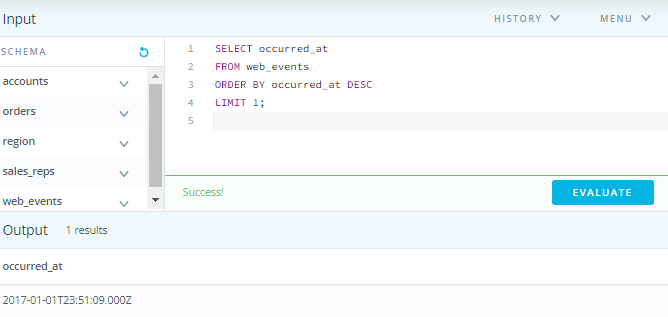 Input
HISTORY
MENU
SCHEMA
accounts
orders
region
sales_reps
web_events
1 SELECT occurred_at
2 FROM web_events
3 ORDER BY occurred_at DESC
4 LIMIT 1;
5
Success!
EVALUATE
Output 1 results
occurred_at
2017-01-01T23:51:09.000Z